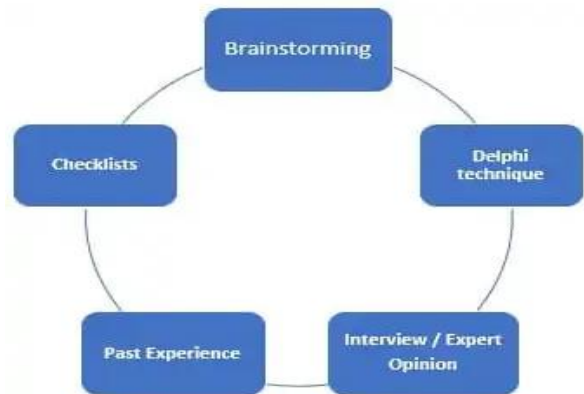 Brainstorming
Delphi
technique
Interview / Expert
Opinion
Past Experience
Checklists